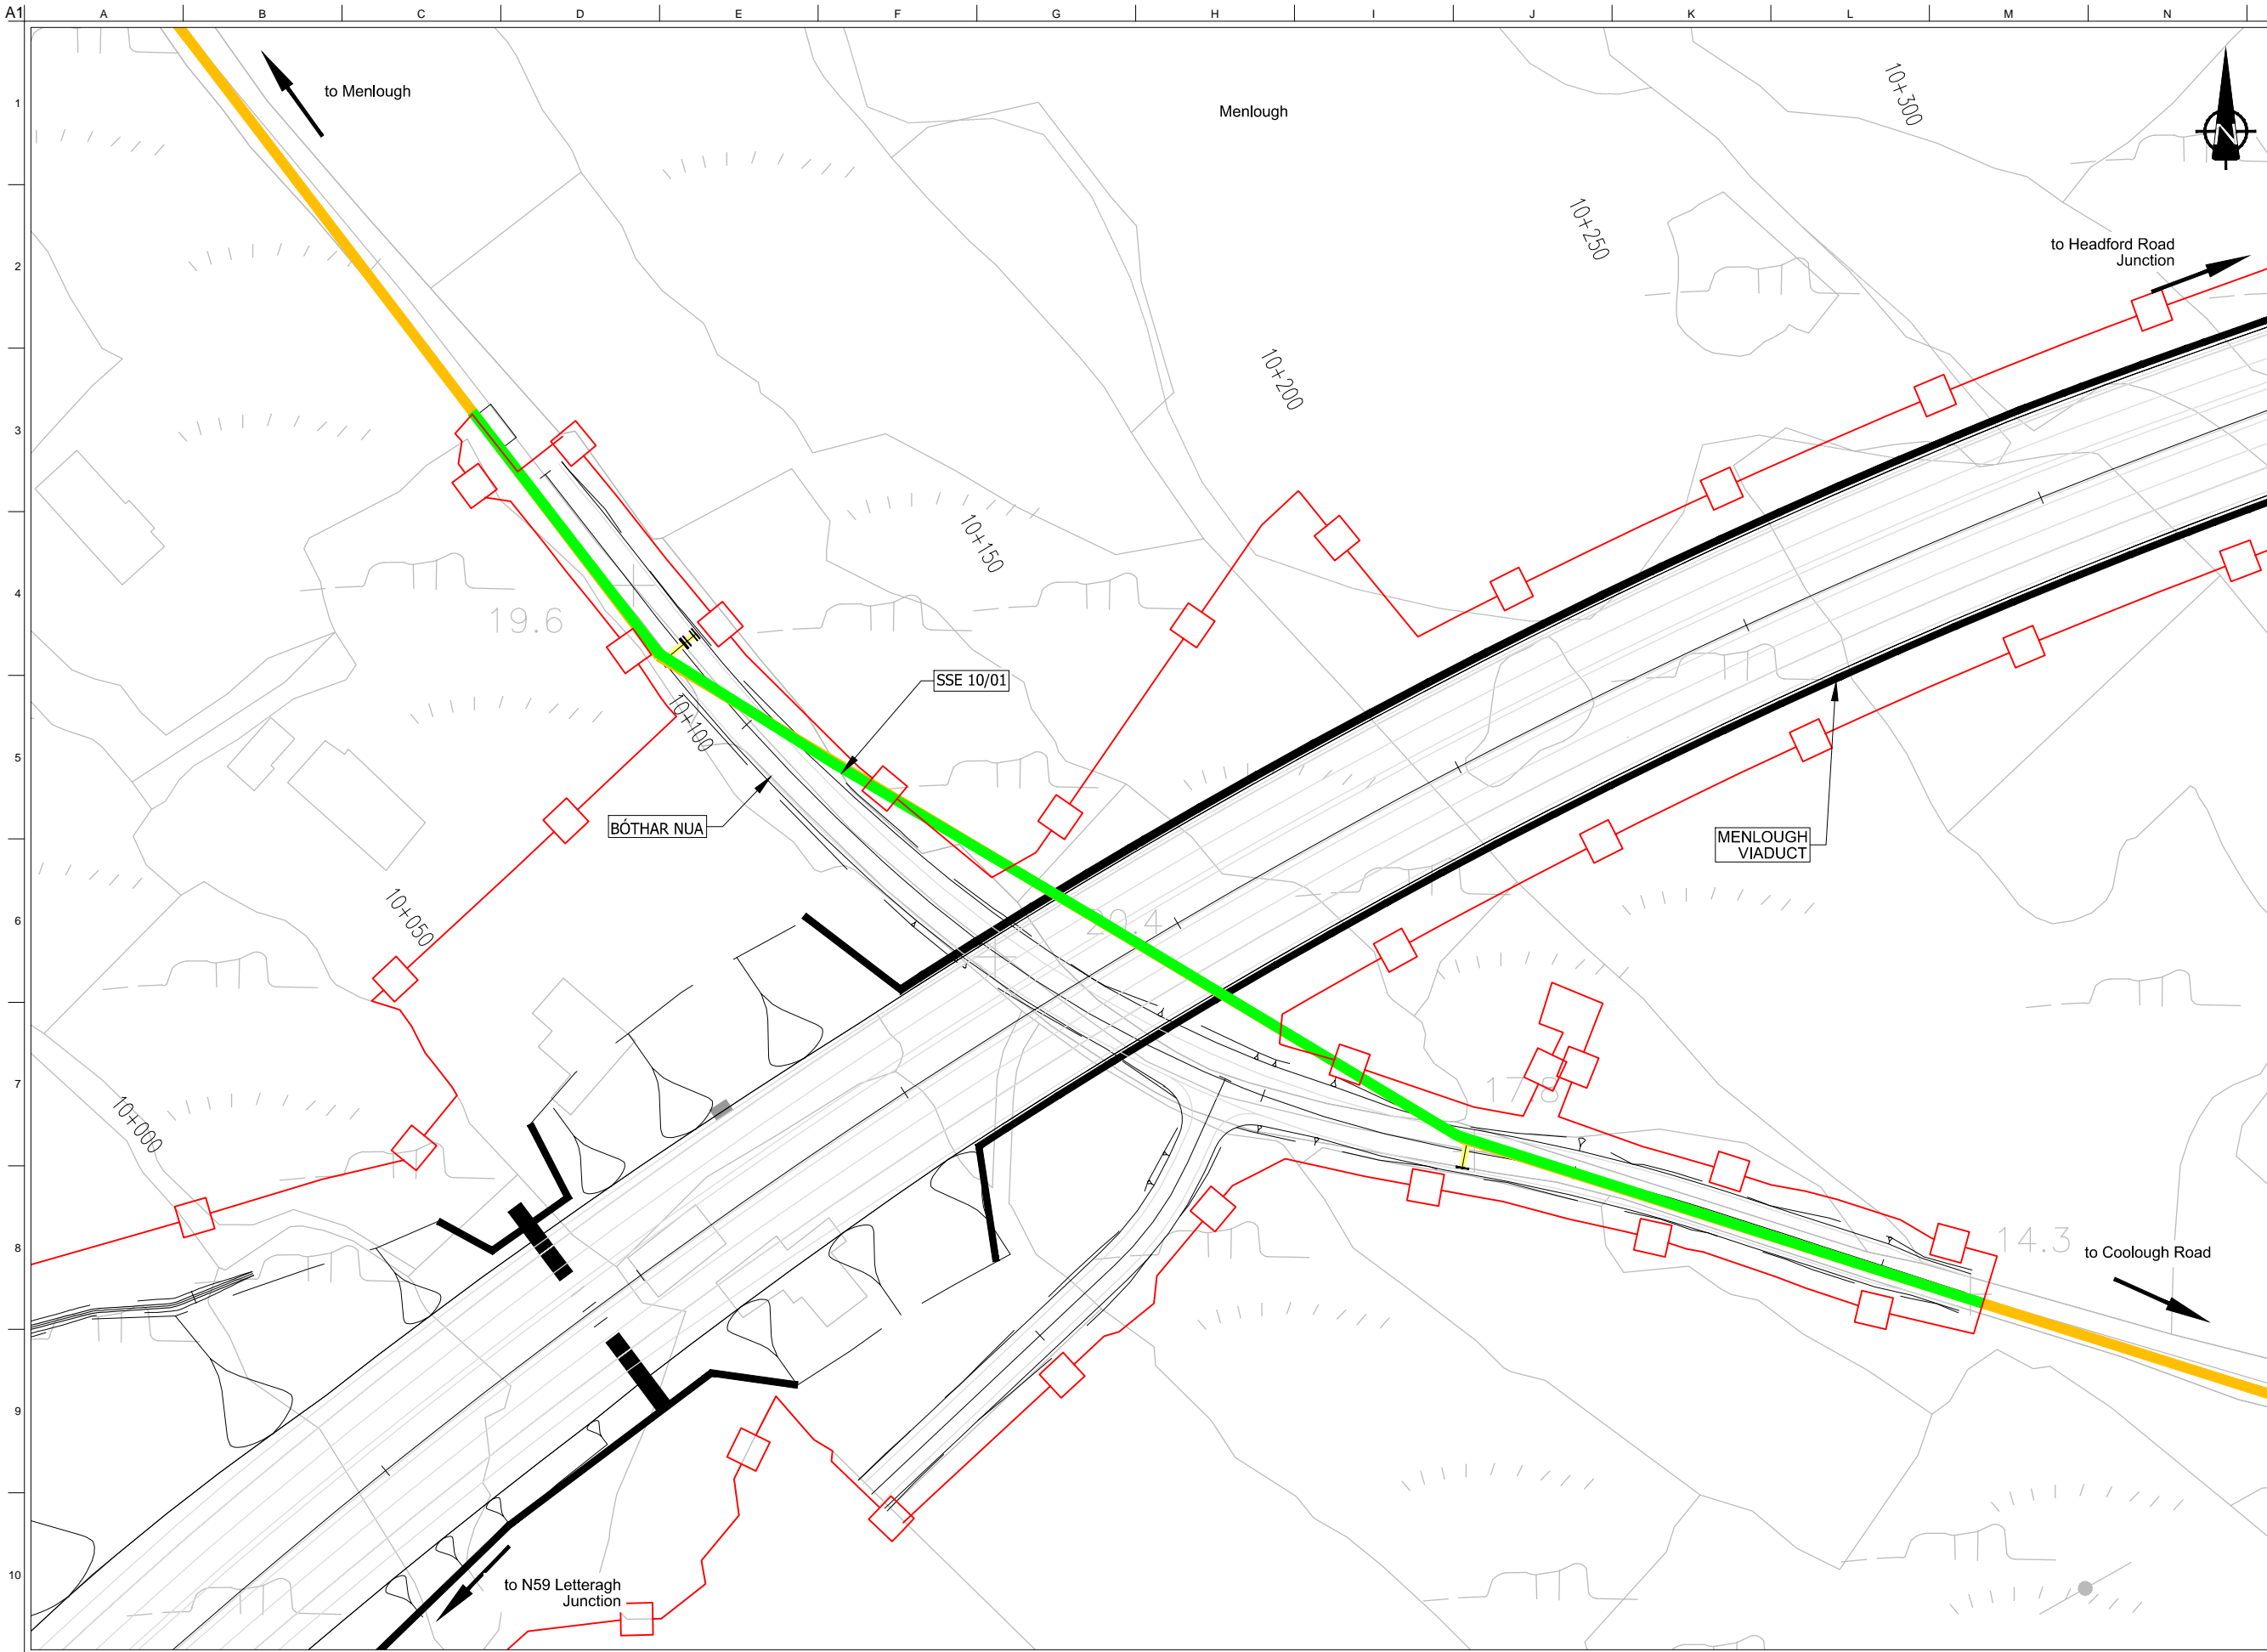 A1
A B C D E F G H I J K L M N
1
2
3
4
5
6
7
8
9
10
to Menlough
Menlough
10+300
N
10+250
to Headford Road
Junction
10+200
10+150
19.6
SSE 10/01
10+100
BÓTHAR NUA
MENLOUGH
VIADUCT
10+050
20.4
17.8
10+000
14.3
to Coolough Road
to N59 Letteragh
Junction